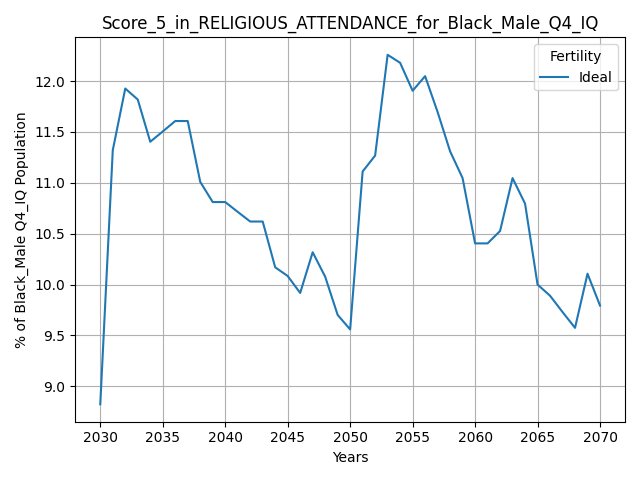 Score_5_in_RELIGIOUS_ATTENDANCE_for_Black_Male_Q4_IQ
Fertility
Ideal
% of Black_Male Q4_IQ Population
12.0
11.5
11.0
10.5
10.0
9.5
9.0
2030 2035 2040 2045 2050 2055 2060 2065 2070
Years